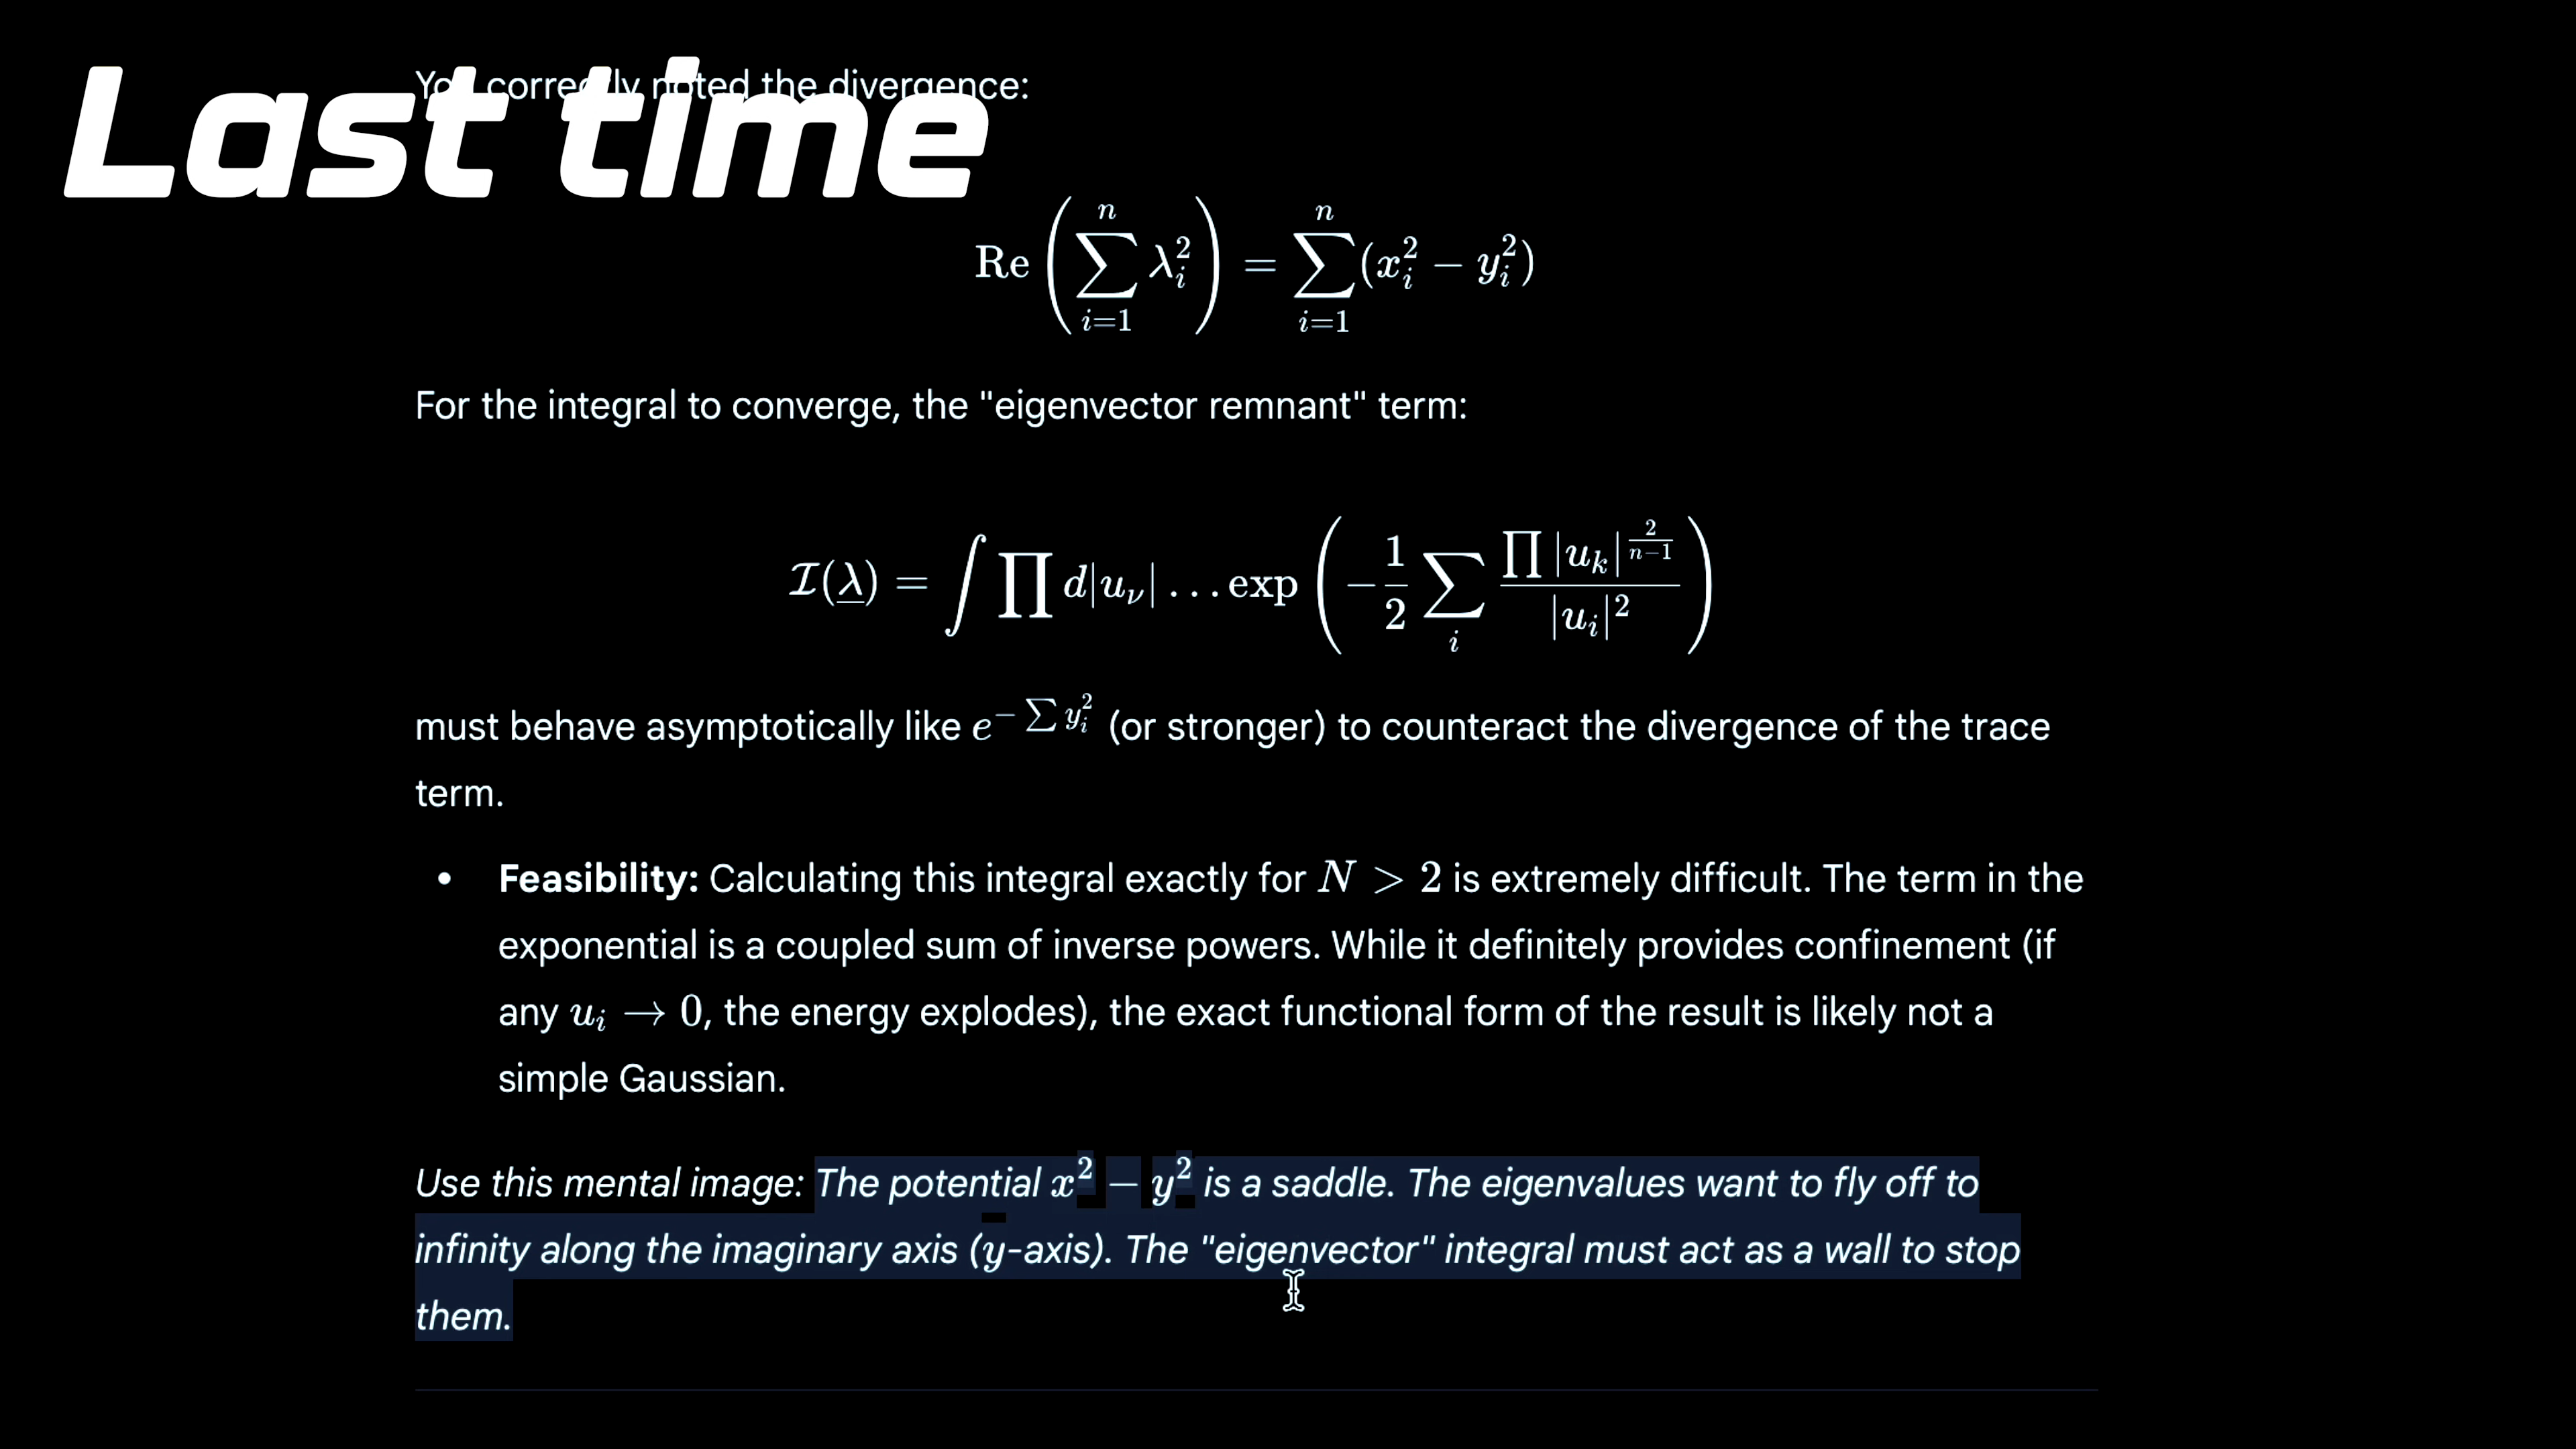 Last time
You correctly noted the divergence:
Re(∑_{i=1}^{n} λ_i^2) = ∑_{i=1}^{n} (x_i^2 − y_i^2)
For the integral to converge, the "eigenvector remnant" term:
ℐ(λ) = ∫ ∏ d|u_ν| … exp(−1/2 ∑_i ∏|u_k|^{2/(n−1)} / |u_i|^2)
must behave asymptotically like e^{−∑ y_i^2} (or stronger) to counteract the divergence of the trace
term.
• Feasibility: Calculating this integral exactly for N > 2 is extremely difficult. The term in the
exponential is a coupled sum of inverse powers. While it definitely provides confinement (if
any u_i → 0, the energy explodes), the exact functional form of the result is likely not a
simple Gaussian.
Use this mental image: The potential x^2 − y^2 is a saddle. The eigenvalues want to fly off to
infinity along the imaginary axis (y-axis). The "eigenvector" integral must act as a wall to stop
them.